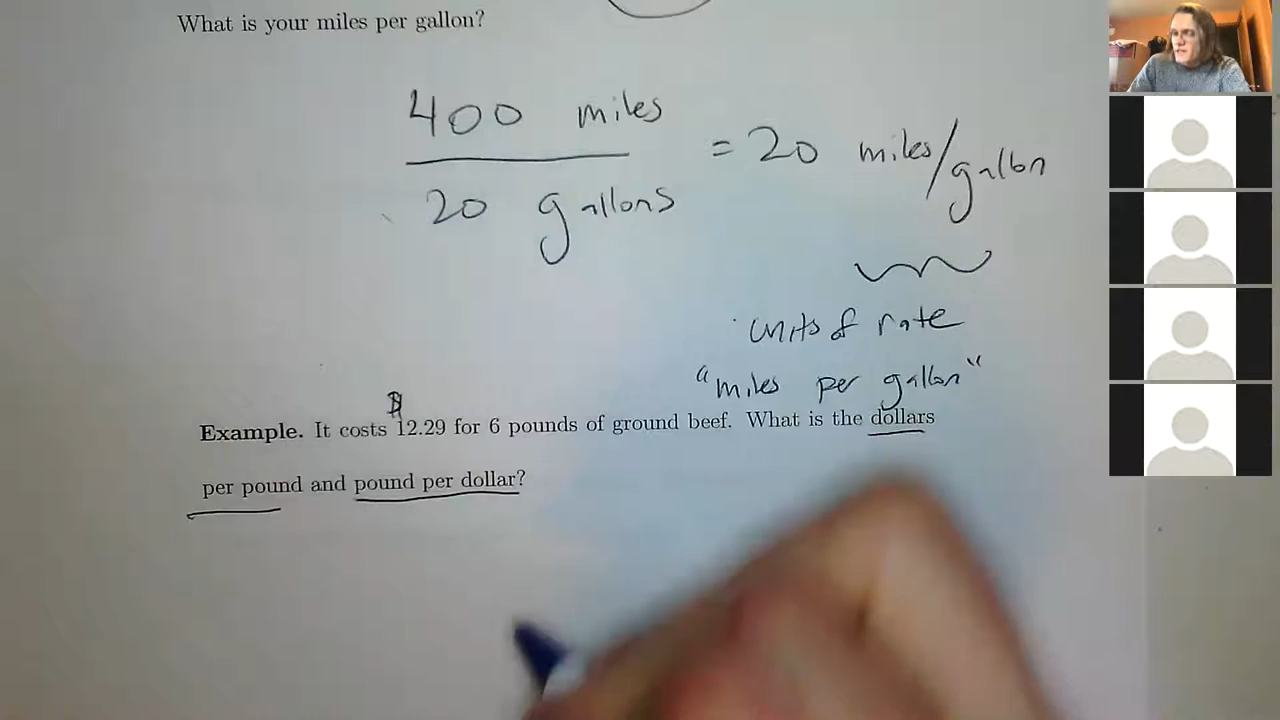 What is your miles per gallon?
400 miles
20 gallons
= 20 miles/gallon
units of rate
"miles per gallon"
$
Example. It costs 12.29 for 6 pounds of ground beef. What is the dollars
per pound and pound per dollar?